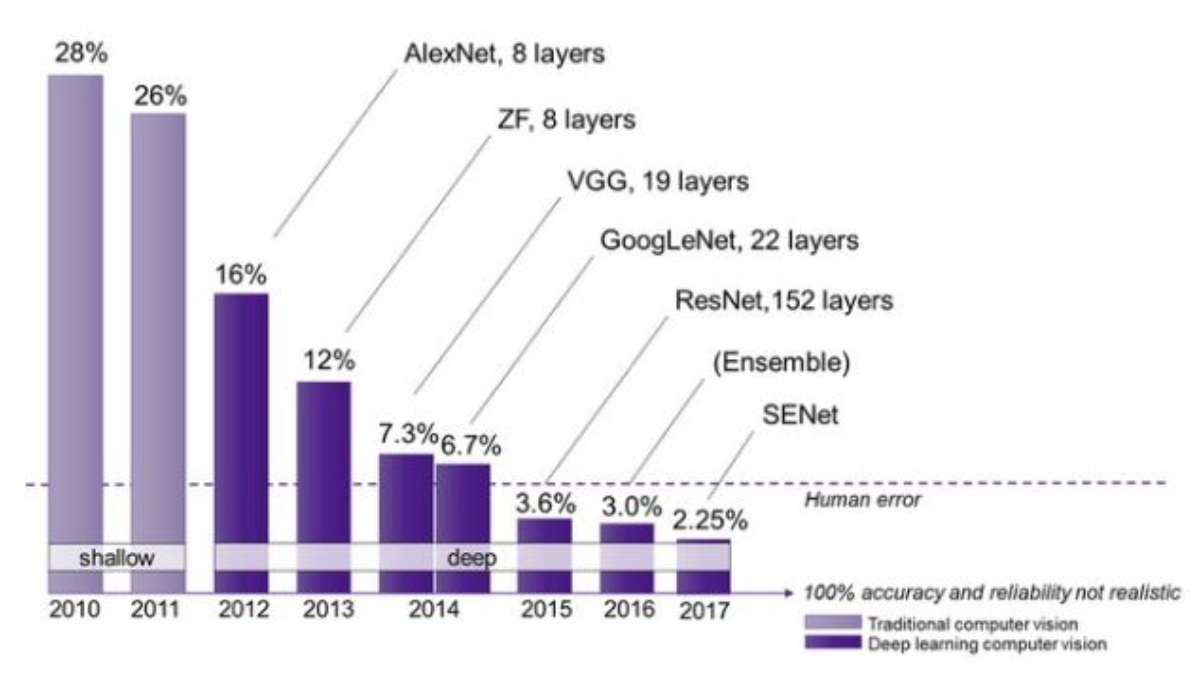 28%
26%
AlexNet, 8 layers
ZF, 8 layers
VGG, 19 layers
GoogLeNet, 22 layers
ResNet,152 layers
(Ensemble)
SENet
16%
12%
7.3%
6.7%
3.6%
3.0%
2.25%
Human error
shallow
deep
2010
2011
2012
2013
2014
2015
2016
2017
100% accuracy and reliability not realistic
Traditional computer vision
Deep learning computer vision